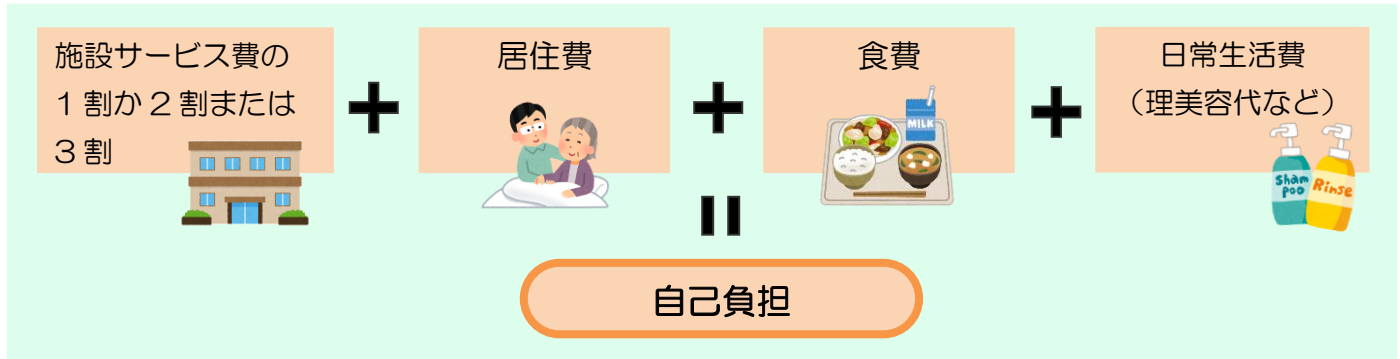 施設サービス費の
1割か2割または
3割
居住費
食費
日常生活費
（理美容代など）
MILK
Sham
poo
Rinse
自己負担